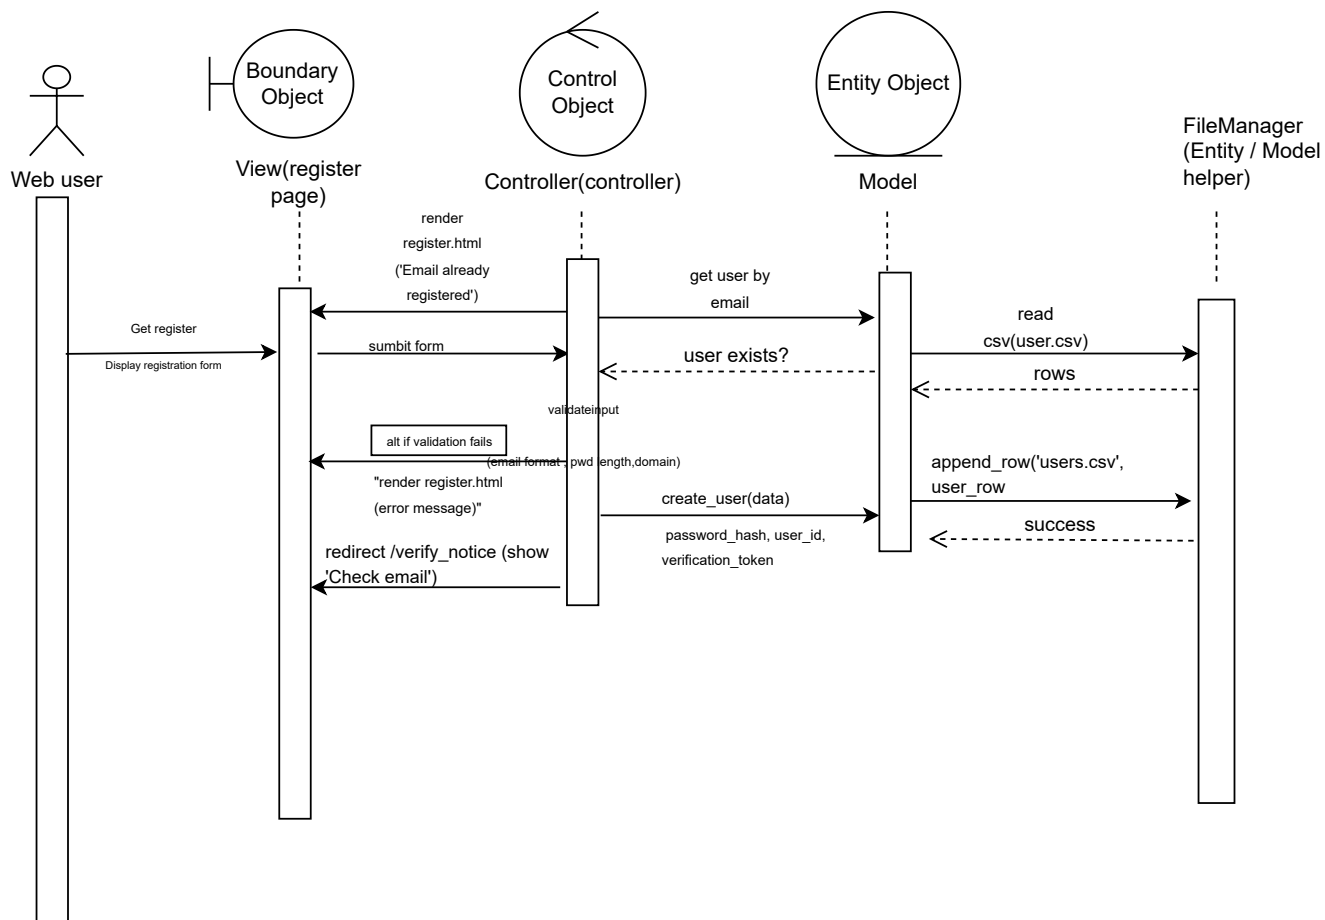 Boundary
Object
Control
Object
Entity Object
FileManager
(Entity / Model
helper)
Web user
View(register
page)
Controller(controller)
Model
render
register.html
('Email already
registered')
get user by
email
Get register
Display registration form
sumbit form
user exists?
read
csv(user.csv)
rows
validateinput
alt if validation fails
(email format , pwd length,domain)
"render register.html
(error message)"
append_row('users.csv',
user_row
create_user(data)
password_hash, user_id,
verification_token
success
redirect /verify_notice (show
'Check email')